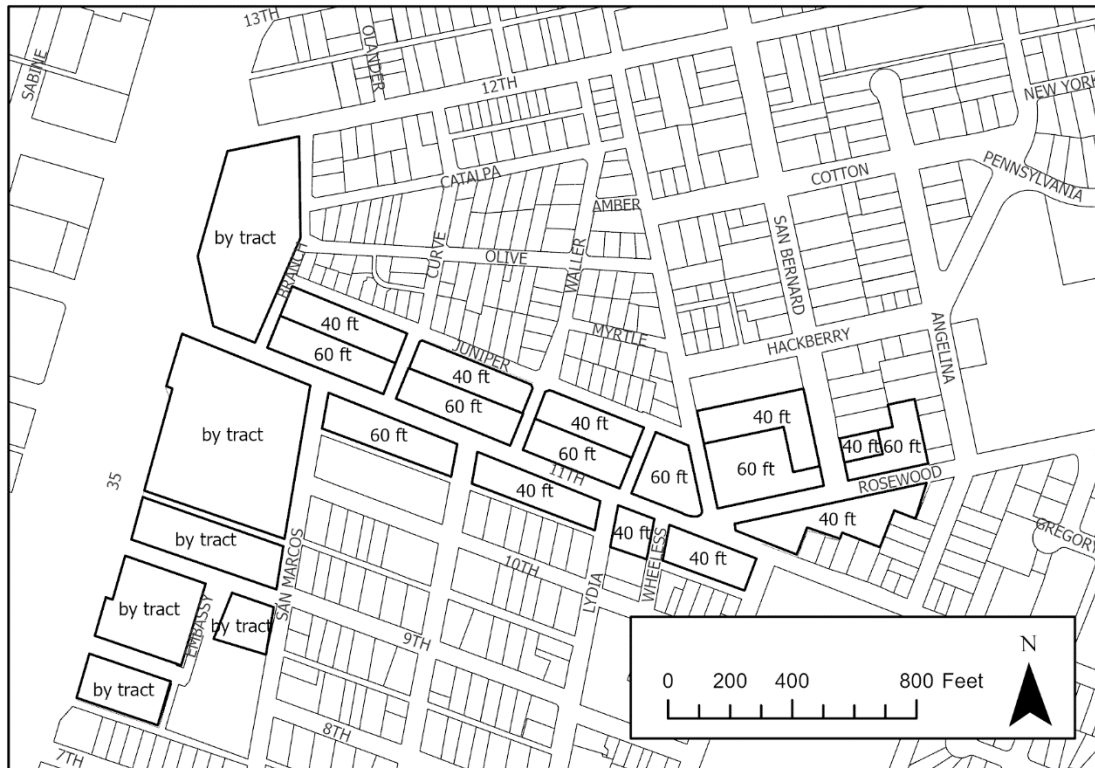 13TH
OLANDER
SABINE
12TH
NEW YORK
CATALPA
COTTON
PENNSYLVANIA
AMBER
by tract
SAN BERNARD
CURVE
OLIVE
WALLER
BRANCH
40 ft
MYRTLE
HACKBERRY
ANGELINA
60 ft
JUNIPER
40 ft
60 ft
40 ft
40 ft
by tract
60 ft
60 ft
11TH
60 ft
60 ft
40 ft
60 ft
35
40 ft
ROSEWOOD
40 ft
40 ft
GREGORY
by tract
WHEELESS
40 ft
10TH
SAN MARCOS
LYDIA
by tract
EMBASSY
by tract
9TH
by tract
8TH
7TH
N
0 200 400 800 Feet